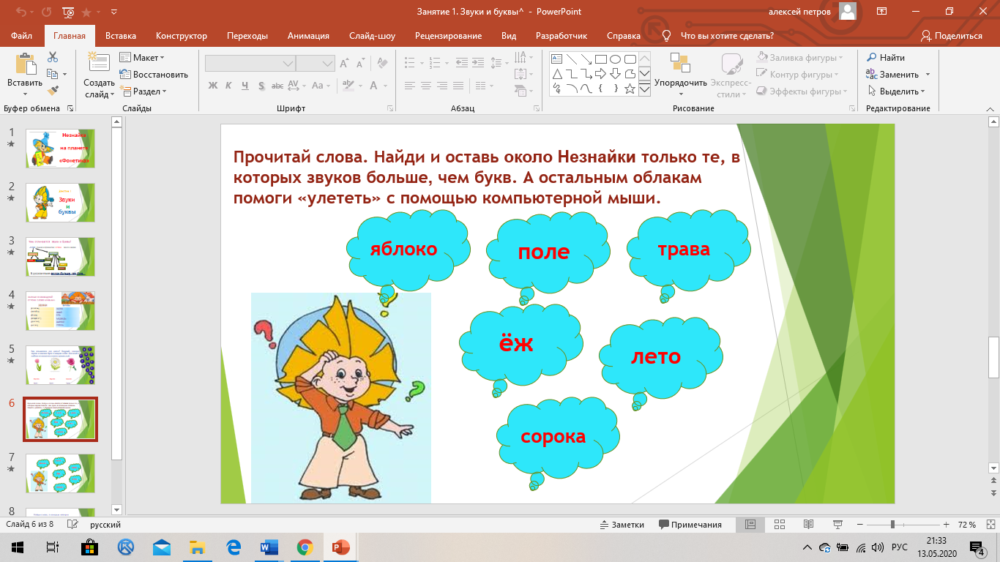 Занятие 1. Звуки и буквы^ - PowerPoint
алексей петров
Файл Главная Вставка Конструктор Переходы Анимация Слайд-шоу Рецензирование Вид Разработчик Справка Что вы хотите сделать? Поделиться
Вставить
Создать слайд
Макет
Восстановить
Раздел
Ж К Ч S abc AV Aa A
Упорядочить
Экспресс-стили
Заливка фигуры
Контур фигуры
Эффекты фигуры
Найти
Заменить
Выделить
Буфер обмена Слайды Шрифт Абзац Рисование Редактирование
1
Незнайка
на планете
«Фонетика»
2
Звуки
и
буквы
3
4
5
6
7
8
Прочитай слова. Найди и оставь около Незнайки только те, в
которых звуков больше, чем букв. А остальным облакам
помоги «улететь» с помощью компьютерной мыши.
яблоко
поле
трава
ёж
лето
сорока
Слайд 6 из 8 русский Заметки Примечания 72 %
РУС
21:33
13.05.2020
4